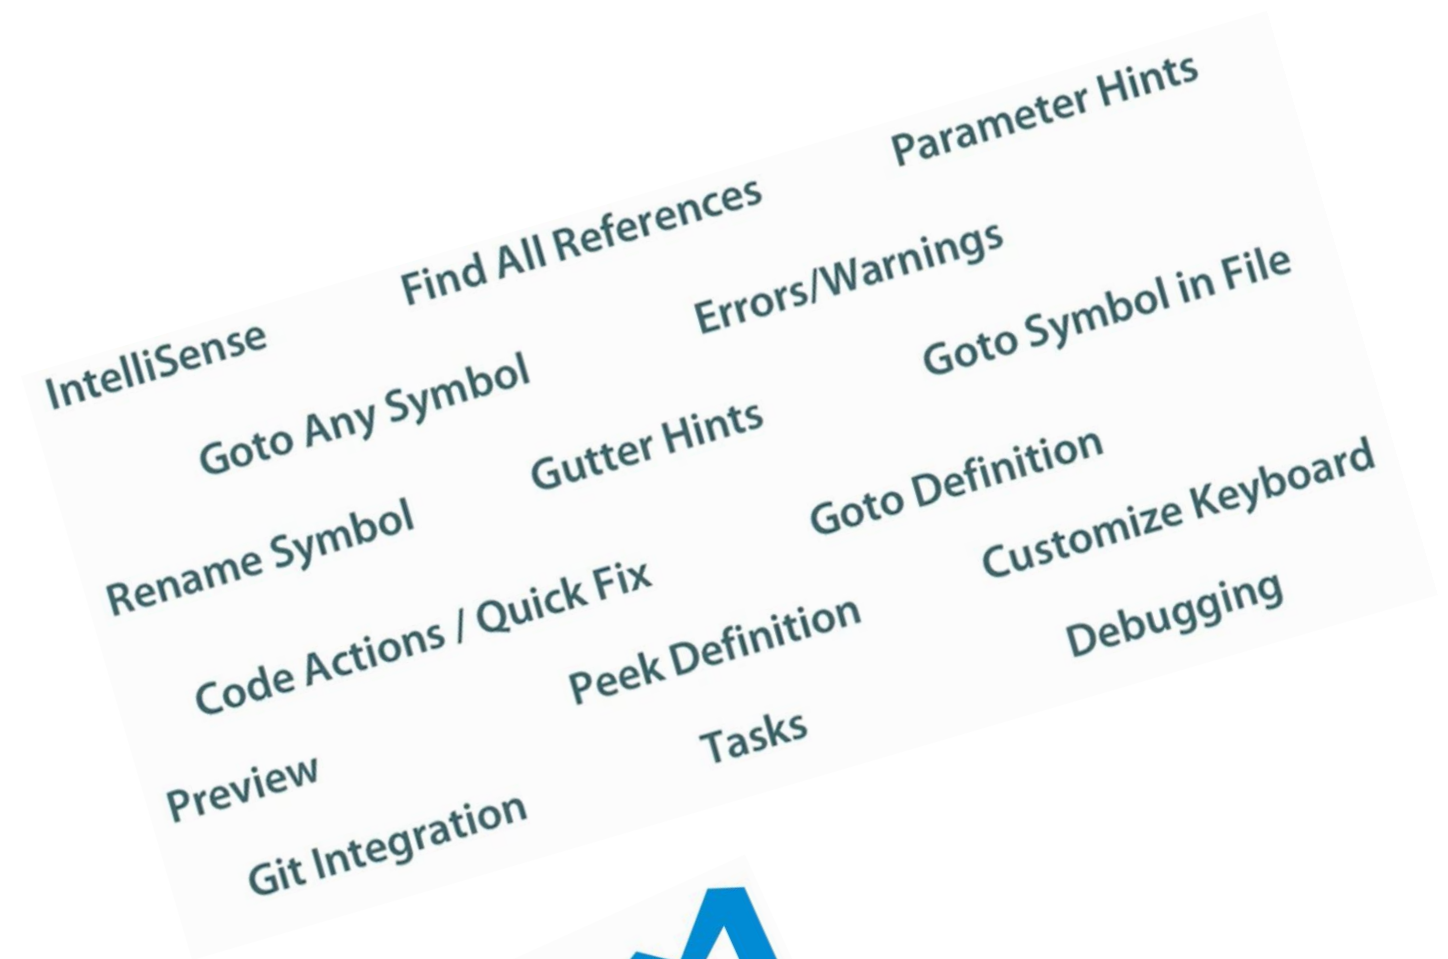 IntelliSense
Find All References
Parameter Hints
Goto Any Symbol
Errors/Warnings
Rename Symbol
Gutter Hints
Goto Symbol in File
Code Actions / Quick Fix
Goto Definition
Preview
Peek Definition
Customize Keyboard
Git Integration
Tasks
Debugging